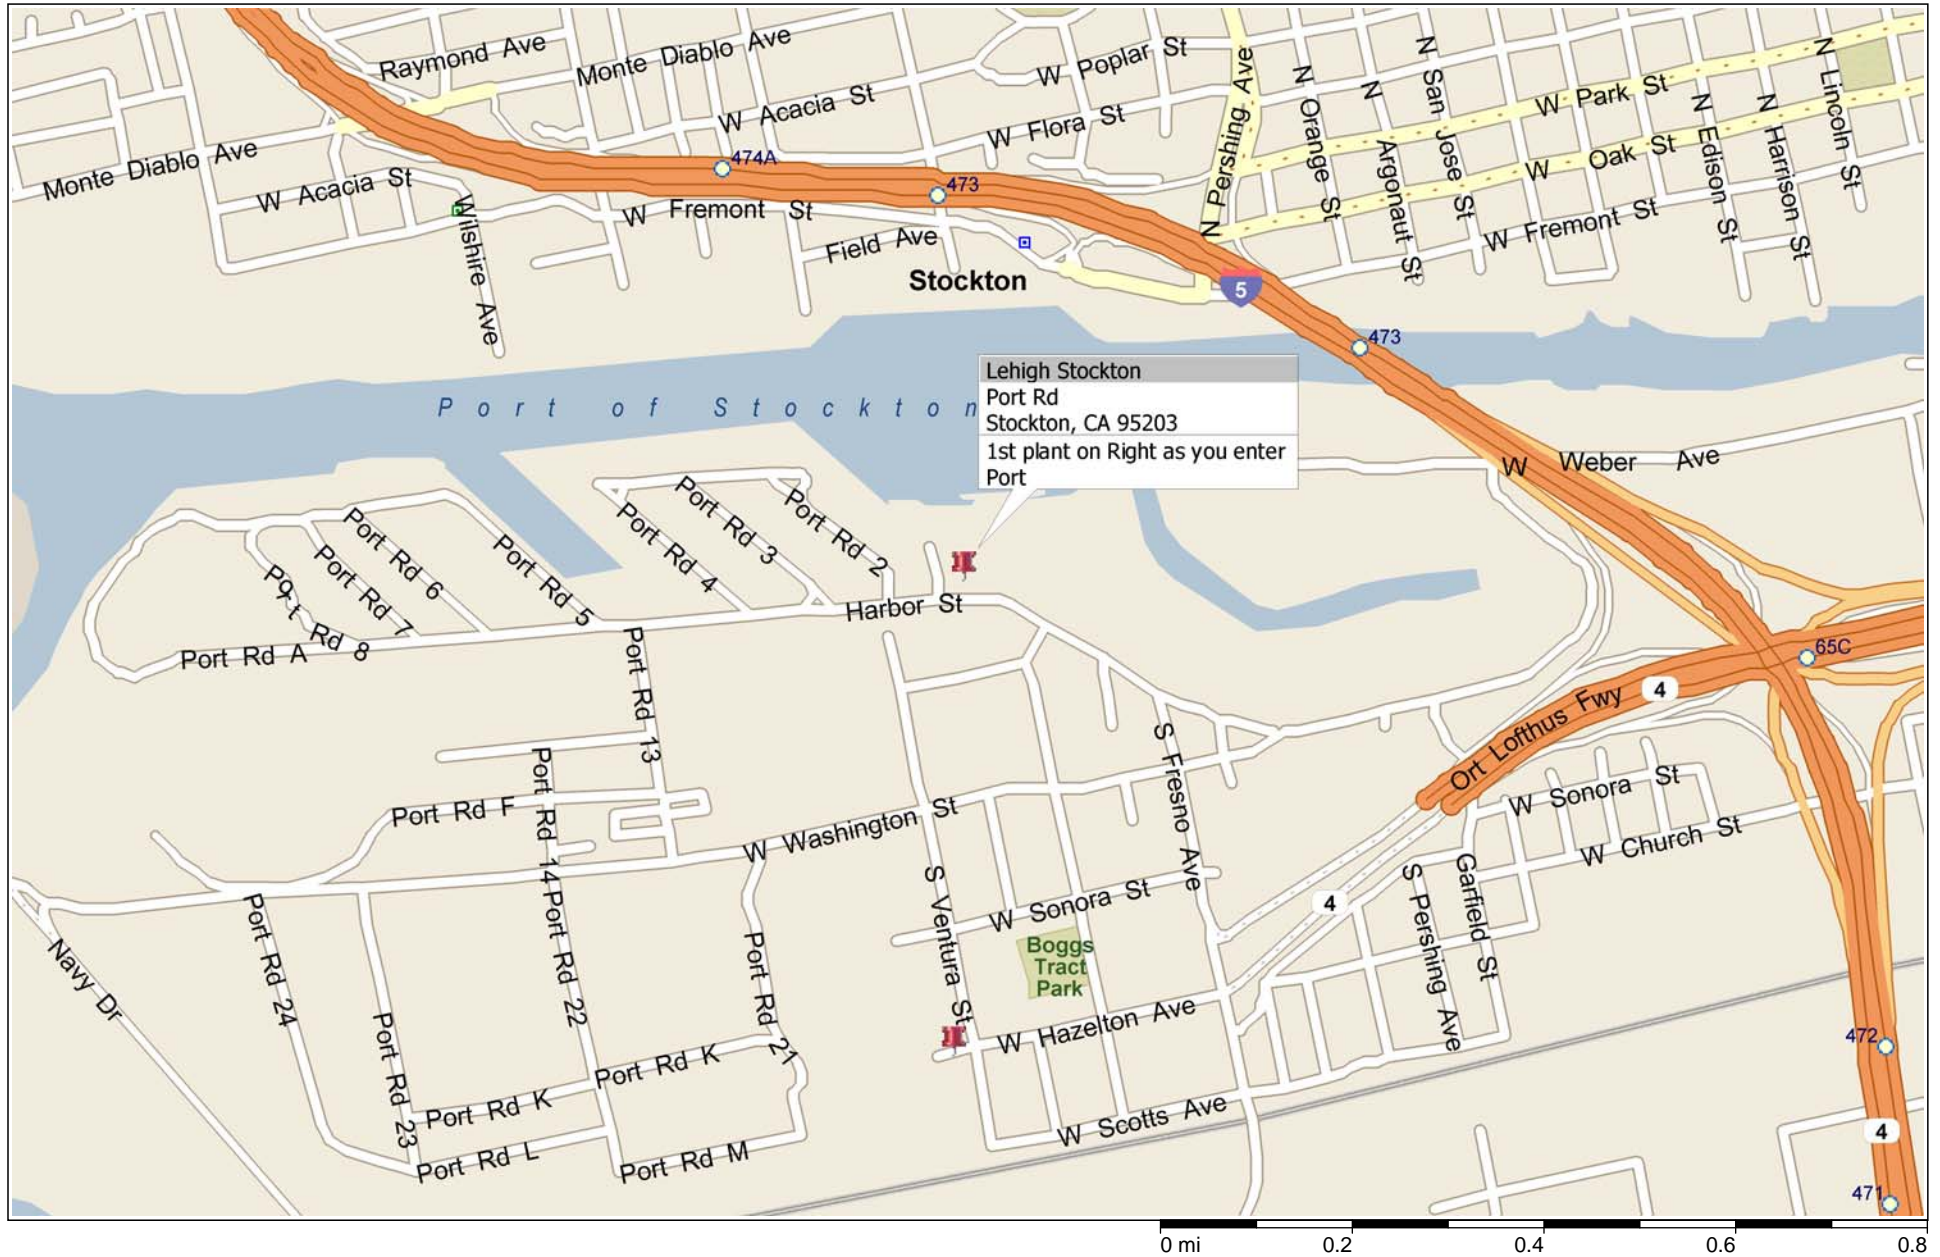 Raymond Ave
Monte Diablo Ave
W Poplar St
N Pershing Ave
N Orange St
N Argonaut St
N San Jose St
W Park St
N Lincoln St
W Acacia St
W Flora St
W Oak St
N Edison St
N Harrison St
Monte Diablo Ave
474A
473
W Acacia St
Wilshire Ave
W Fremont St
Field Ave
W Fremont St
Stockton
5
473
Port of Stockton
Lehigh Stockton
Port Rd
Stockton, CA 95203
1st plant on Right as you enter
Port
W Weber Ave
Port Rd 2
Port Rd 3
Port Rd 4
Port Rd 5
Port Rd 6
Port Rd 7
Port Rd 8
Harbor St
Port Rd A
65C
4
Ort Lofthus Fwy
Port Rd 13
Port Rd 14
Port Rd F
S Fresno Ave
W Sonora St
W Church St
W Washington St
S Ventura St
W Sonora St
4
S Pershing Ave
Garfield St
Boggs
Tract
Park
Navy Dr
Port Rd 24
Port Rd 23
Port Rd 22
Port Rd 21
W Hazelton Ave
472
Port Rd K
Port Rd K
W Scotts Ave
4
Port Rd L
Port Rd M
471
0 mi 0.2 0.4 0.6 0.8